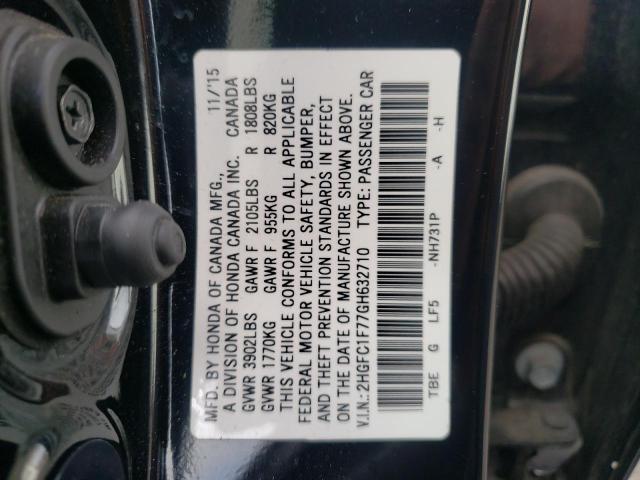 MFD. BY HONDA OF CANADA MFG., 11/'15
A DIVISION OF HONDA CANADA INC. CANADA
GVWR 3902LBS GAWR F 2105LBS R 1808LBS
GVWR 1770KG GAWR F 955KG R 820KG
THIS VEHICLE CONFORMS TO ALL APPLICABLE
FEDERAL MOTOR VEHICLE SAFETY, BUMPER,
AND THEFT PREVENTION STANDARDS IN EFFECT
ON THE DATE OF MANUFACTURE SHOWN ABOVE.
V.I.N.:2HGFC1F77GH632710 TYPE: PASSENGER CAR
TBE G LF5 -NH731P -A -H